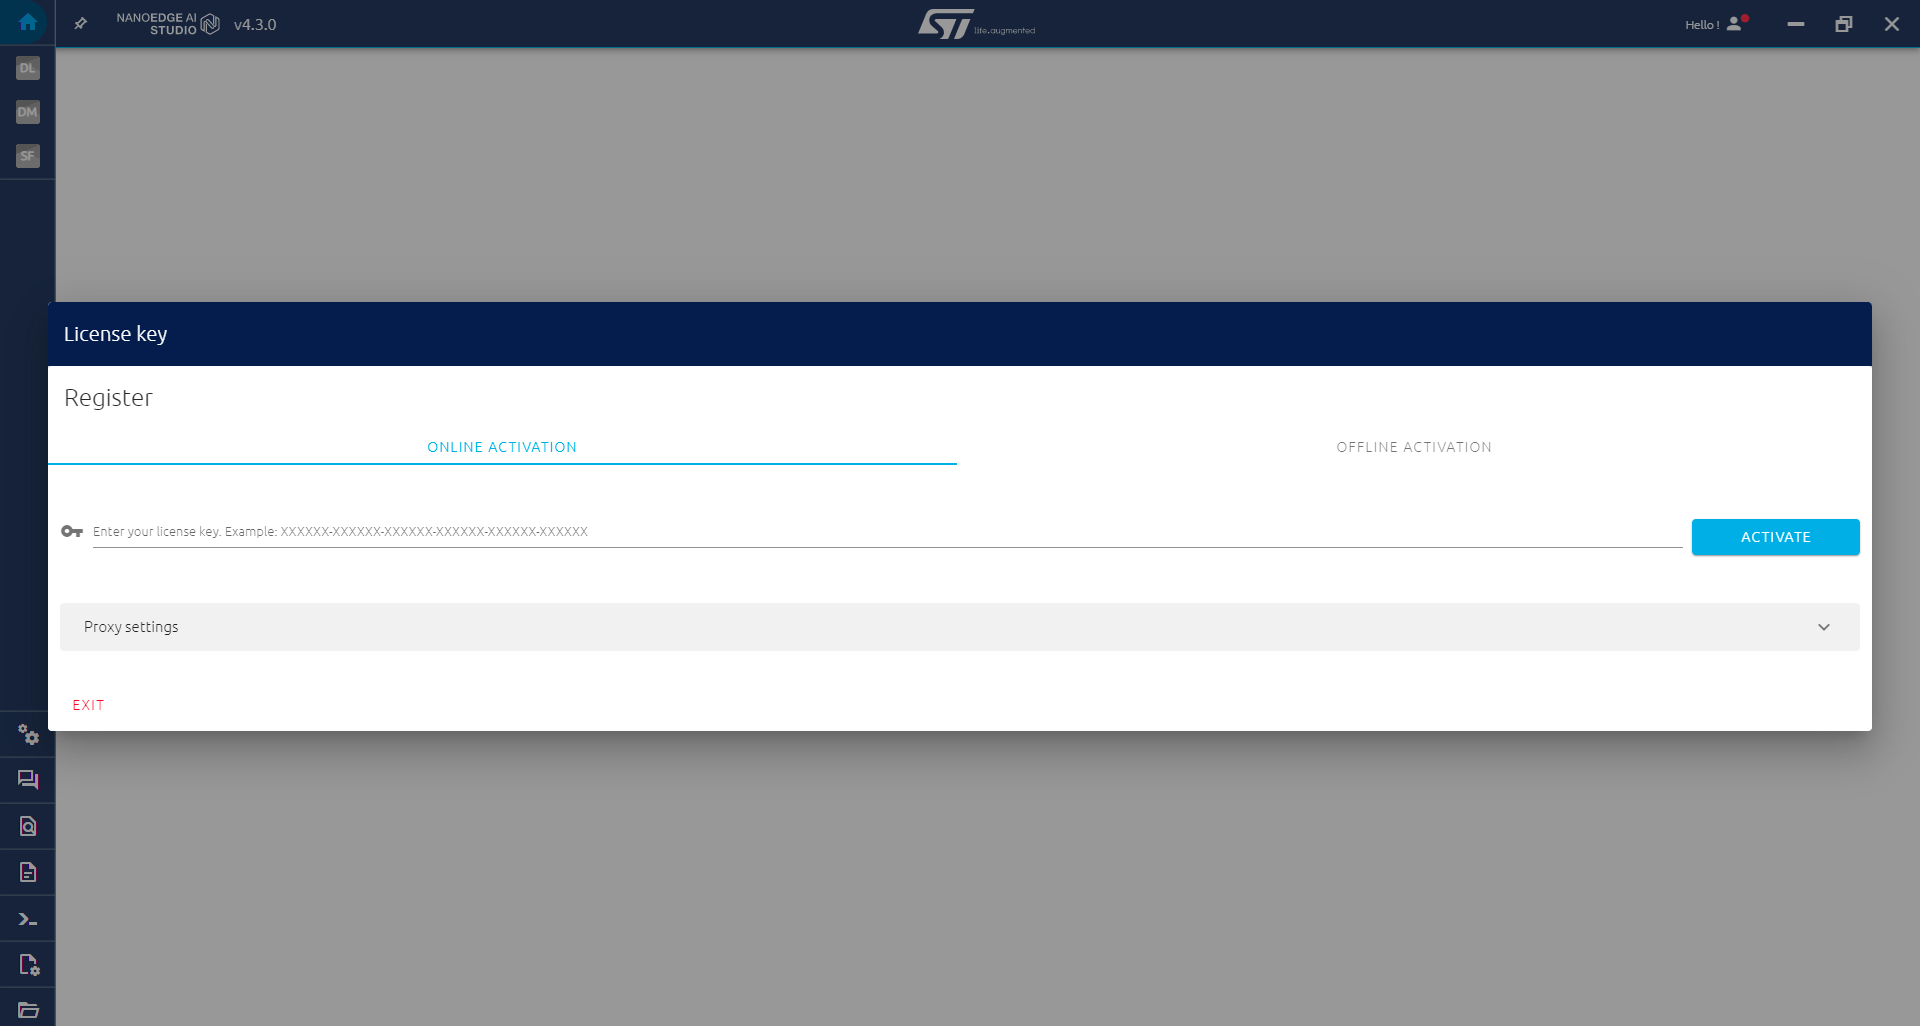 NANOEDGE AI
STUDIO
v4.3.0
ST
life.augmented
Hello !
DL
DM
SF
License key
Register
ONLINE ACTIVATION
OFFLINE ACTIVATION
Enter your license key. Example: XXXXXX-XXXXXX-XXXXXX-XXXXXX-XXXXXX-XXXXXX
ACTIVATE
Proxy settings
EXIT